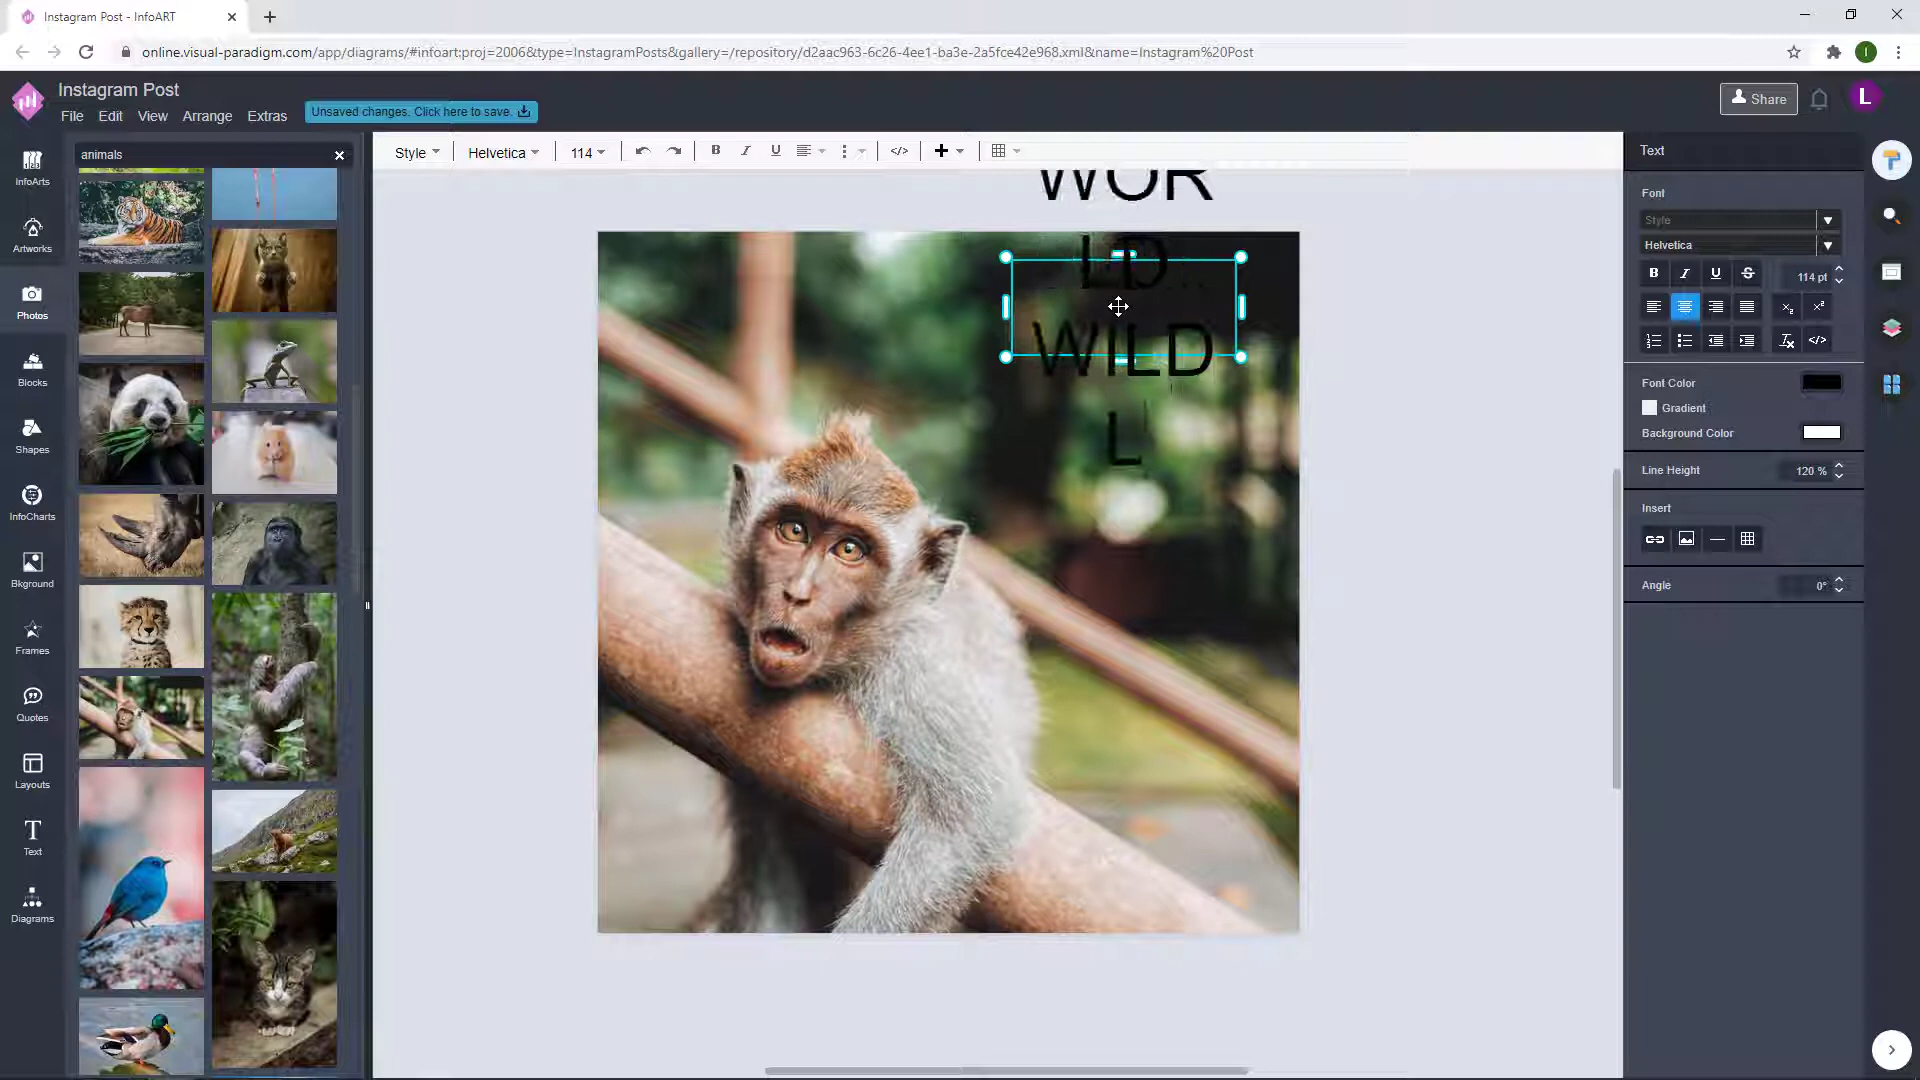 Instagram Post - InfoART
online.visual-paradigm.com/app/diagrams/#infoart:proj=2006&type=InstagramPosts&gallery=/repository/d2aac963-6c26-4ee1-ba3e-2a5fce42e968.xml&name=Instagram%20Post
I
Instagram Post
File Edit View Arrange Extras
Unsaved changes. Click here to save.
Share
L
InfoArts
Artworks
Photos
Blocks
Shapes
InfoCharts
Bkground
Frames
Quotes
Layouts
Text
Diagrams
animals
Style Helvetica 114 B I U </>
WOR
LD
WILD
L
Text
Font
Style
Helvetica
B I U S 114 pt
Font Color
Gradient
Background Color
Line Height 120 %
Insert
Angle 0°